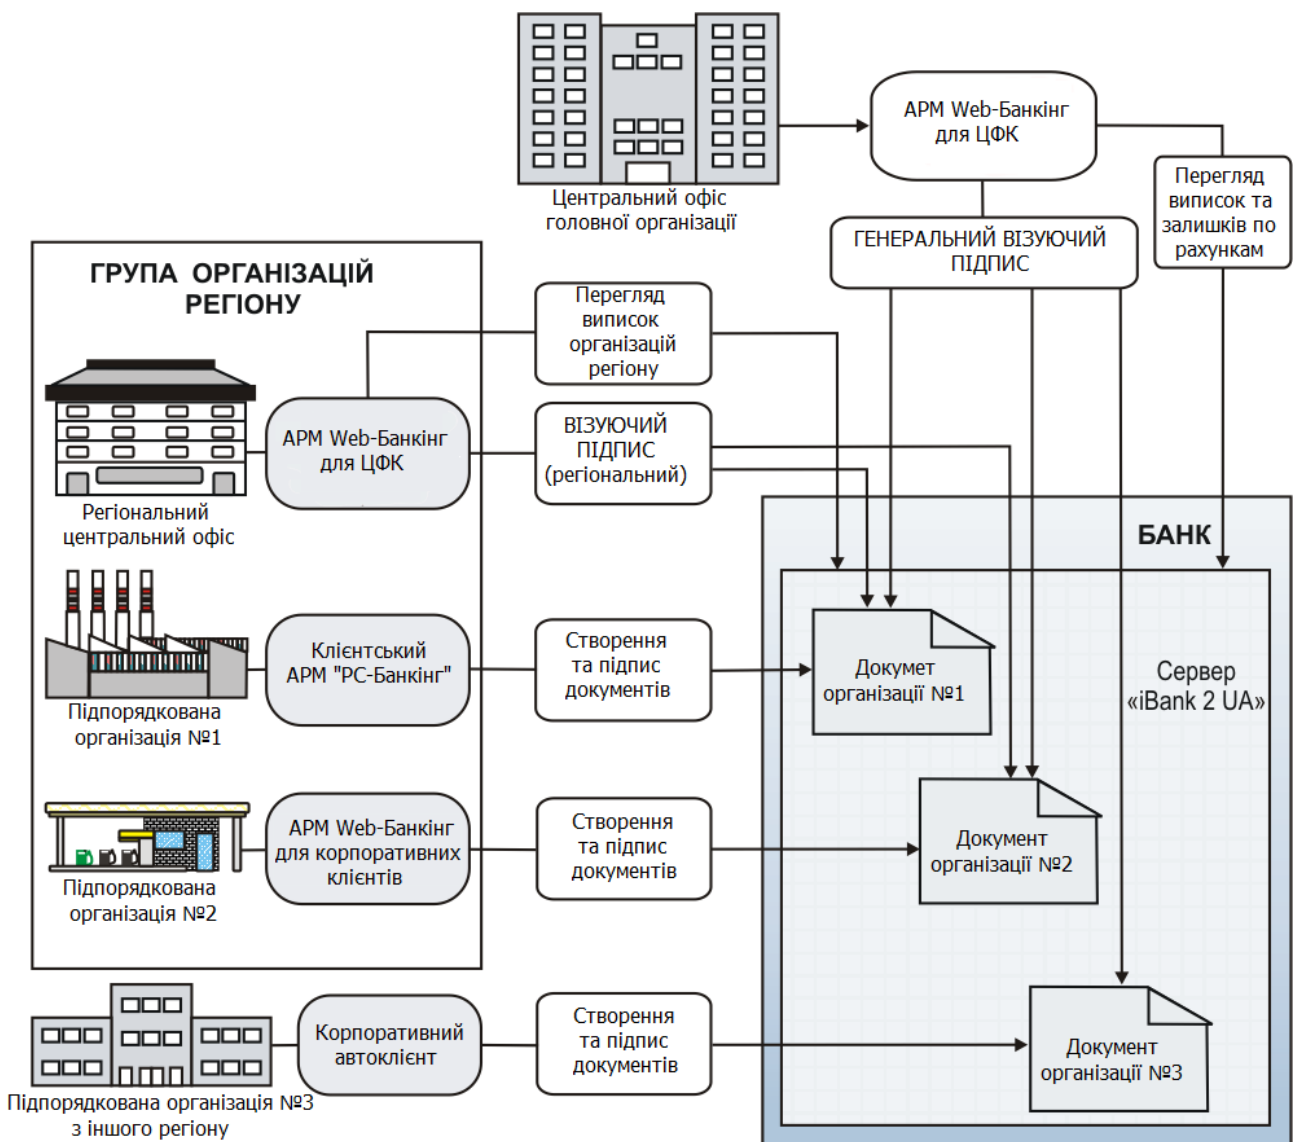 АРМ Web-Банкінг
для ЦФК
Центральний офіс
головної організації
Перегляд
виписок та
залишків по
рахункам
ГЕНЕРАЛЬНИЙ ВІЗУЮЧИЙ
ПІДПИС
ГРУПА ОРГАНІЗАЦІЙ
РЕГІОНУ
Перегляд
виписок
організацій
регіону
АРМ Web-Банкінг
для ЦФК
ВІЗУЮЧИЙ
ПІДПИС
(регіональний)
Регіональний
центральний офіс
БАНК
Клієнтський
АРМ "РС-Банкінг"
Створення
та підпис
документів
Докумет
організації №1
Сервер
«iBank 2 UA»
Підпорядкована
організація №1
АРМ Web-Банкінг
для корпоративних
клієнтів
Створення
та підпис
документів
Документ
організації №2
Підпорядкована
організація №2
Корпоративний
автоклієнт
Створення
та підпис
документів
Документ
організації №3
Підпорядкована організація №3
з іншого регіону